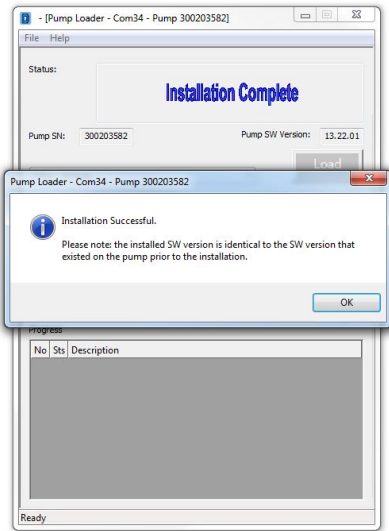 - [Pump Loader - Com34 - Pump 300203582]
File Help
Status:
Installation Complete
Pump SN: 300203582 Pump SW Version: 13.22.01
Load
Pump Loader - Com34 - Pump 300203582
Installation Successful.
Please note: the installed SW version is identical to the SW version that
existed on the pump prior to the installation.
OK
Progress
No Sts Description
Ready